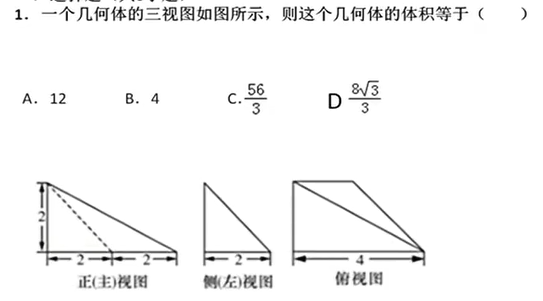 1. 一个几何体的三视图如图所示，则这个几何体的体积等于（　　）
A. 12　B. 4　C. 56/3　D 8√3/3
2
2 2 2 4
正(主)视图 侧(左)视图 俯视图